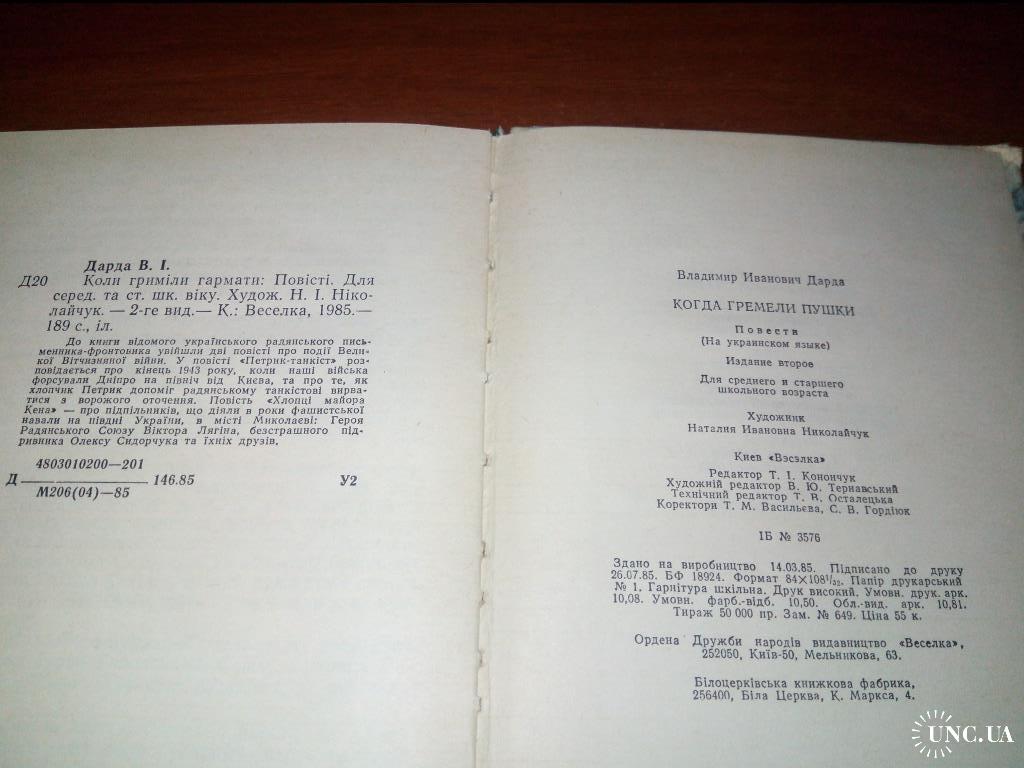 Дарда В. І.
Д20 Коли гриміли гармати: Повісті. Для
серед. та ст. шк. віку. Худож. Н. І. Ніко-
лайчук. — 2-ге вид.— К.: Веселка, 1985.—
189 с., іл.
До книги відомого українського радянського пись-
менника-фронтовика увійшли дві повісті про події Вели-
кої Вітчизняної війни. У повісті «Петрик-танкіст» роз-
повідається про кінець 1943 року, коли наші війська
форсували Дніпро на північ від Києва, та про те, як
хлопчик Петрик допоміг радянському танкістові вирва-
тися з ворожого оточення. Повість «Хлопці майора
Кена» — про підпільників, що діяли в роки фашистської
навали на півдні України, в місті Миколаєві: Героя
Радянського Союзу Віктора Лягіна, безстрашного під-
ривника Олексу Сидорчука та їхніх друзів.
4803010200—201
Д 146.85 У2
М206(04)—85
Владимир Иванович Дарда
КОГДА ГРЕМЕЛИ ПУШКИ
Повести
(На украинском языке)
Издание второе
Для среднего и старшего
школьного возраста
Художник
Наталия Ивановна Николайчук
Киев «Вэсэлка»
Редактор Т. І. Конончук
Художній редактор В. Ю. Тернавський
Технічний редактор Т. В. Осталецька
Коректори Т. М. Васильєва, С. В. Гордіюк
ІБ № 3576
Здано на виробництво 14.03.85. Підписано до друку
26.07.85. БФ 18924. Формат 84×108¹/₃₂. Папір друкарський
№ 1. Гарнітура шкільна. Друк високий. Умовн. друк. арк.
10,08. Умовн. фарб.-відб. 10,50. Обл.-вид. арк. 10,81.
Тираж 50 000 пр. Зам. № 649. Ціна 55 к.
Ордена Дружби народів видавництво «Веселка»,
252050, Київ-50, Мельникова, 63.
Білоцерківська книжкова фабрика,
256400, Біла Церква, К. Маркса, 4.
UNC.UA